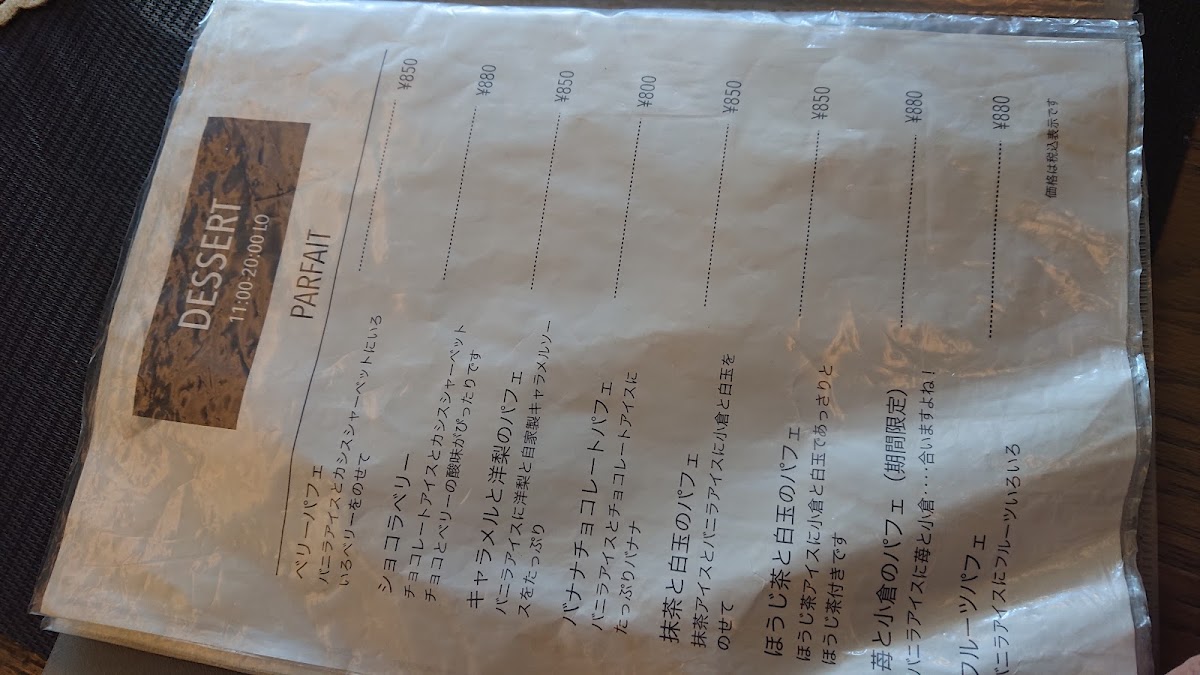 DESSERT
11:00-20:00 LO
PARFAIT
ベリーパフェ ¥850
バニラアイスとカシスシャーベットにいろ
いろベリーをのせて
ショコラベリー ¥880
チョコレートアイスとカシスシャーベット
チョコとベリーの酸味がぴったりです
キャラメルと洋梨のパフェ ¥850
バニラアイスに洋梨と自家製キャラメルソー
スをたっぷり
バナナチョコレートパフェ ¥800
バニラアイスとチョコレートアイスに
たっぷりバナナ
抹茶と白玉のパフェ ¥850
抹茶アイスとバニラアイスに小倉と白玉を
のせて
ほうじ茶と白玉のパフェ ¥850
ほうじ茶アイスに小倉と白玉であっさりと
ほうじ茶付きです
苺と小倉のパフェ(期間限定) ¥880
バニラアイスに苺と小倉‥‥合いますよね!
フルーツパフェ ¥880
バニラアイスにフルーツいろいろ
価格は税込表示です